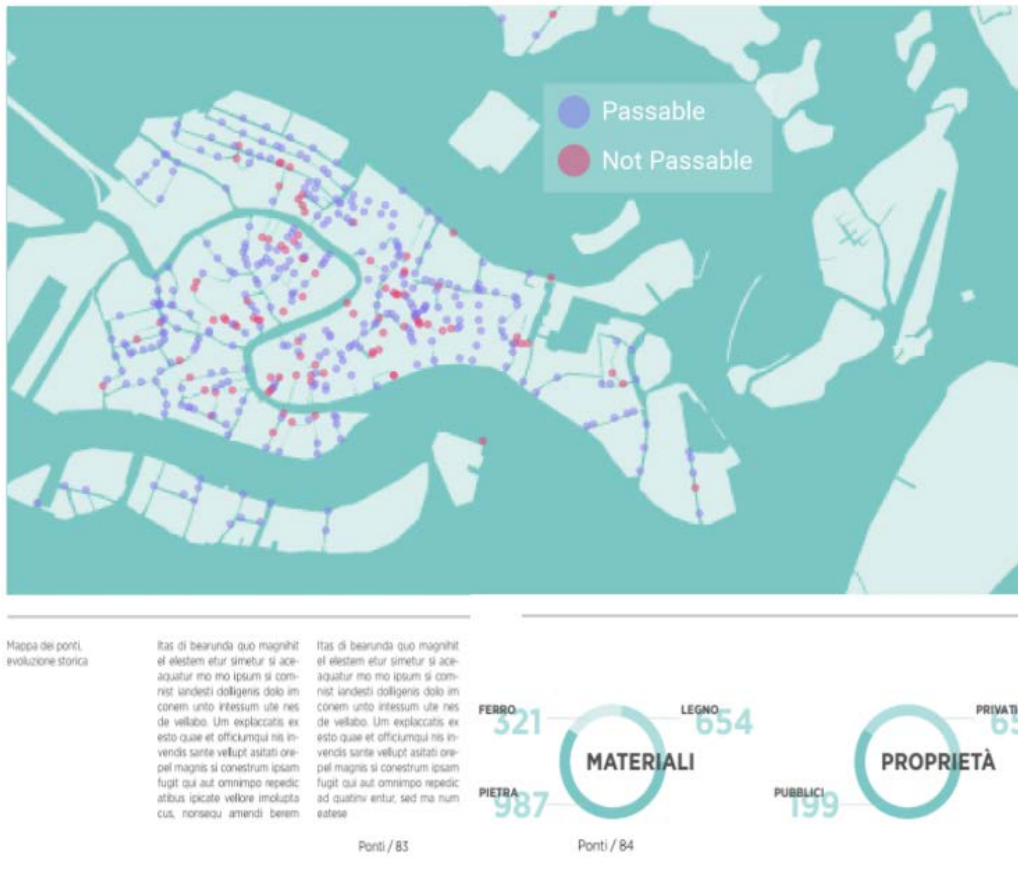 Passable
Not Passable
Mappa dei ponti,
evoluzione storica
Itas di bearunda quo magnihit
el elestem etur simetur si ace-
aquatur mo mo ipsum si com-
nist iandesti dolligenis dolo im
conem unto intessum ute nes
de vellabo. Um explaccatis ex
esto quae et officiumqui nis in-
vendis sante vellupt asitati ore-
pel magnis si conestrum ipsam
fugit qui aut omnimpo repedic
atibus ipicate vellore imolupta
cus, nonsequ amendi berem
Itas di bearunda quo magnihit
el elestem etur simetur si ace-
aquatur mo mo ipsum si com-
nist iandesti dolligenis dolo im
conem unto intessum ute nes
de vellabo. Um explaccatis ex
esto quae et officiumqui nis in-
vendis sante vellupt asitati ore-
pel magnis si conestrum ipsam
fugit qui aut omnimpo repedic
ad quatinv entur, sed ma num
eatese
Ponti / 83
FERRO
321
LEGNO
654
MATERIALI
PIETRA
987
Ponti / 84
PRIVATI
65
PROPRIETÀ
PUBBLICI
199